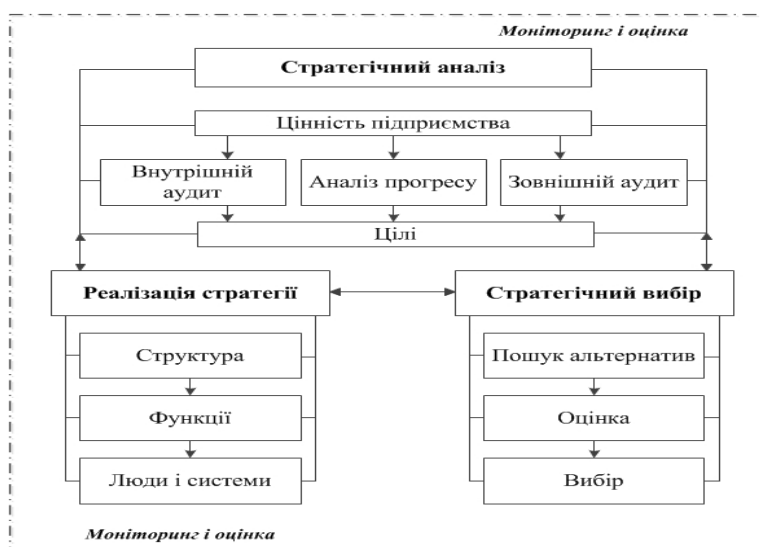 Моніторинг і оцінка
Стратегічний аналіз
Цінність підприємства
Внутрішній
аудит
Аналіз прогресу
Зовнішній аудит
Цілі
Реалізація стратегії
Стратегічний вибір
Структура
Пошук альтернатив
Функції
Оцінка
Люди і системи
Вибір
Моніторинг і оцінка